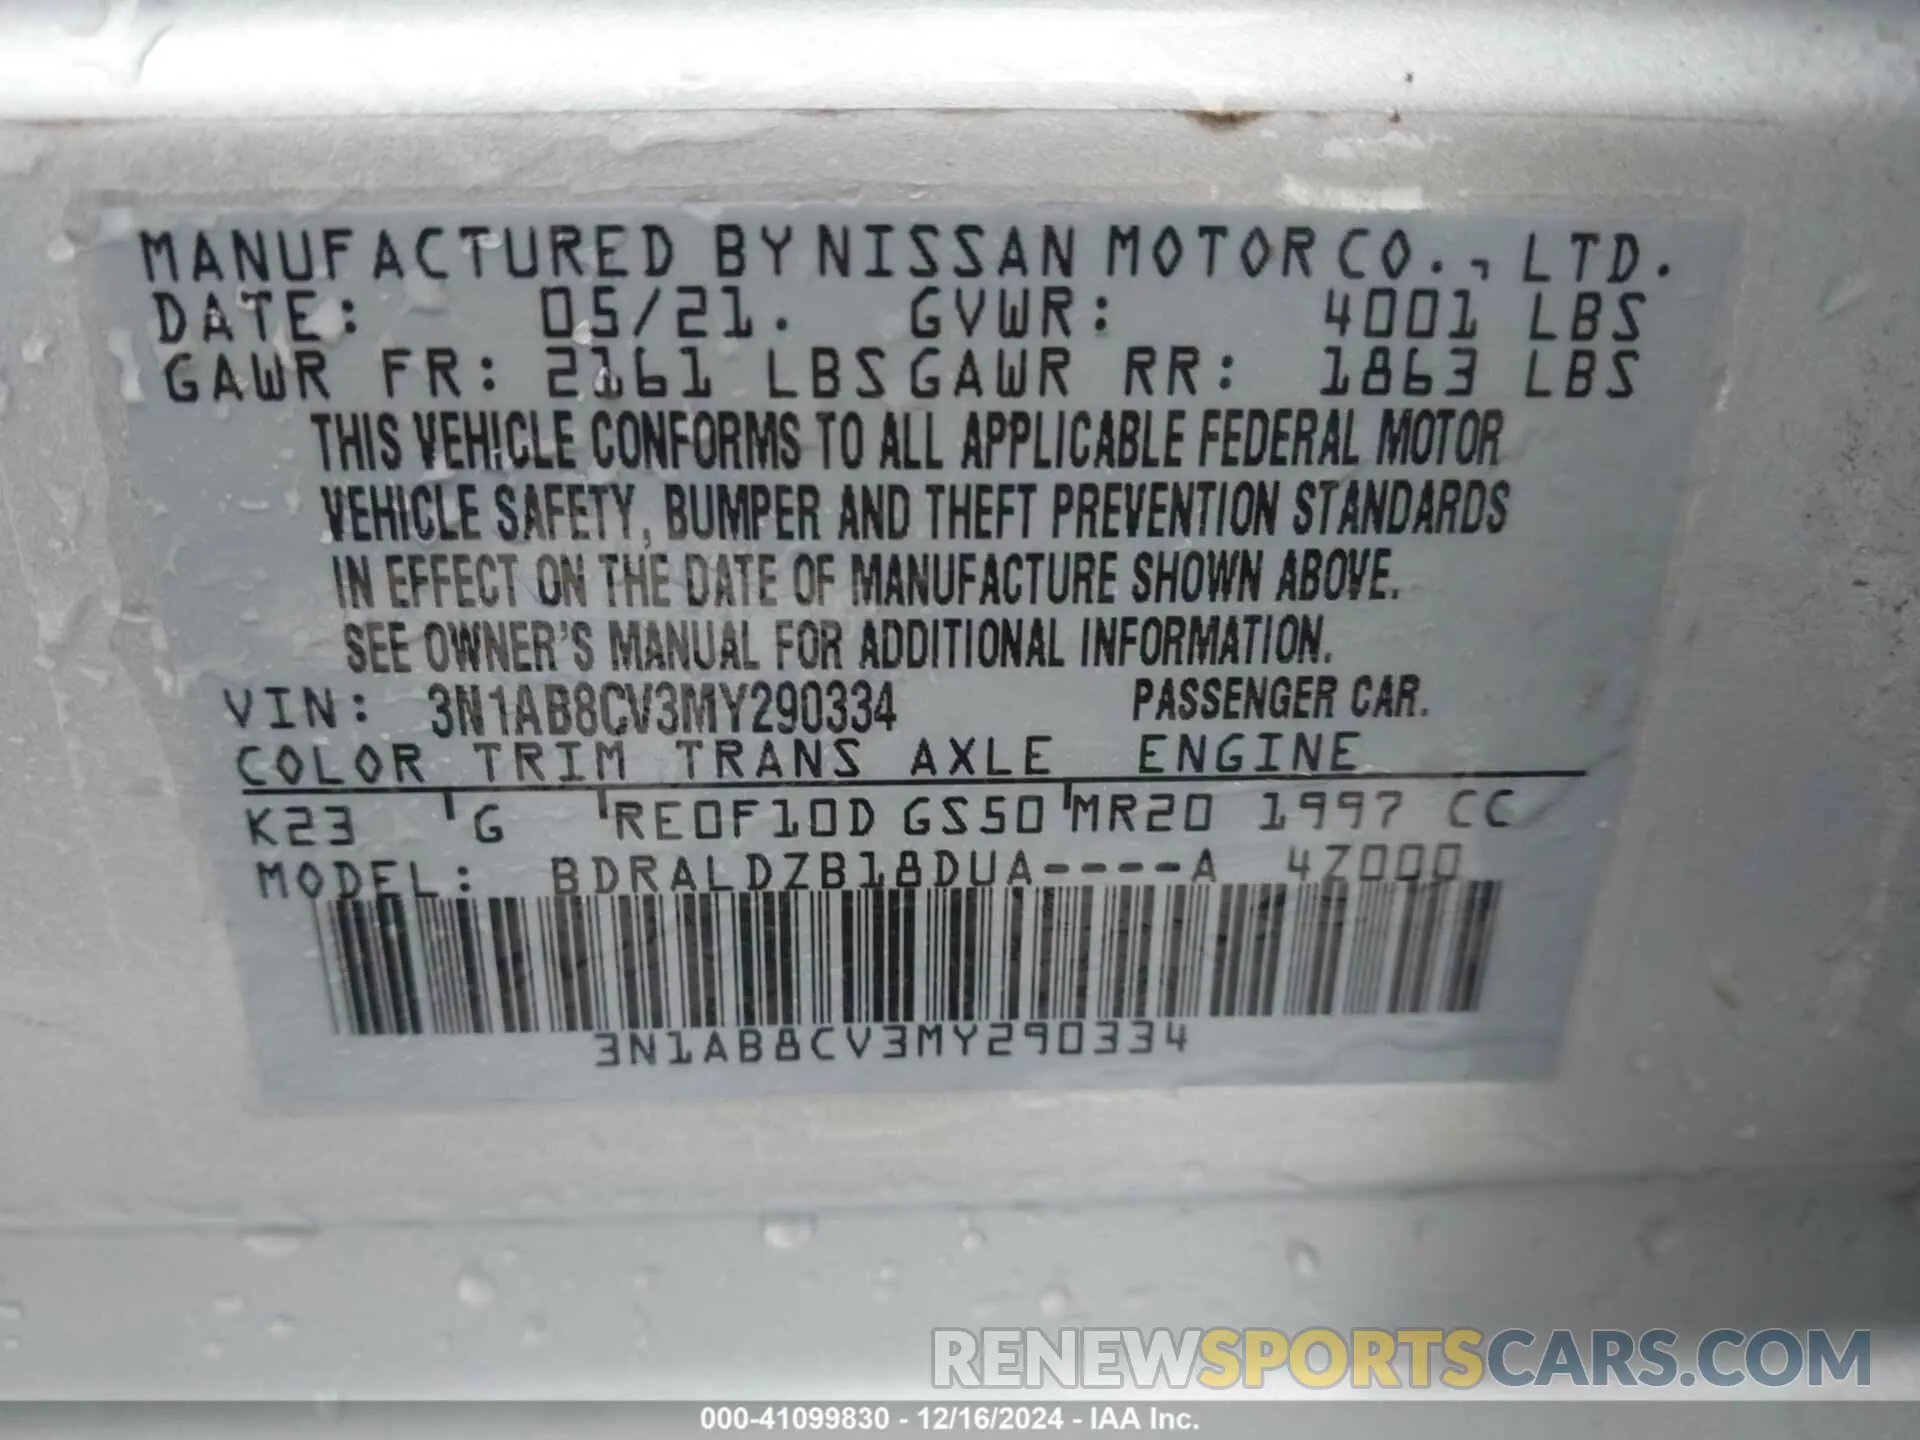 MANUFACTURED BY NISSAN MOTOR CO., LTD.
DATE: 05/21. GVWR: 4001 LBS
GAWR FR: 2161 LBS GAWR RR: 1863 LBS
THIS VEHICLE CONFORMS TO ALL APPLICABLE FEDERAL MOTOR
VEHICLE SAFETY, BUMPER AND THEFT PREVENTION STANDARDS
IN EFFECT ON THE DATE OF MANUFACTURE SHOWN ABOVE.
SEE OWNER'S MANUAL FOR ADDITIONAL INFORMATION.
VIN: 3N1AB8CV3MY290334 PASSENGER CAR.
COLOR TRIM TRANS AXLE ENGINE
K23 G RE0F10D GS50 MR20 1997 CC
MODEL: BDRALDZB18DUA----A 4Z000
3N1AB8CV3MY290334
RENEWSPORTSCARS.COM
000-41099830 - 12/16/2024 - IAA Inc.